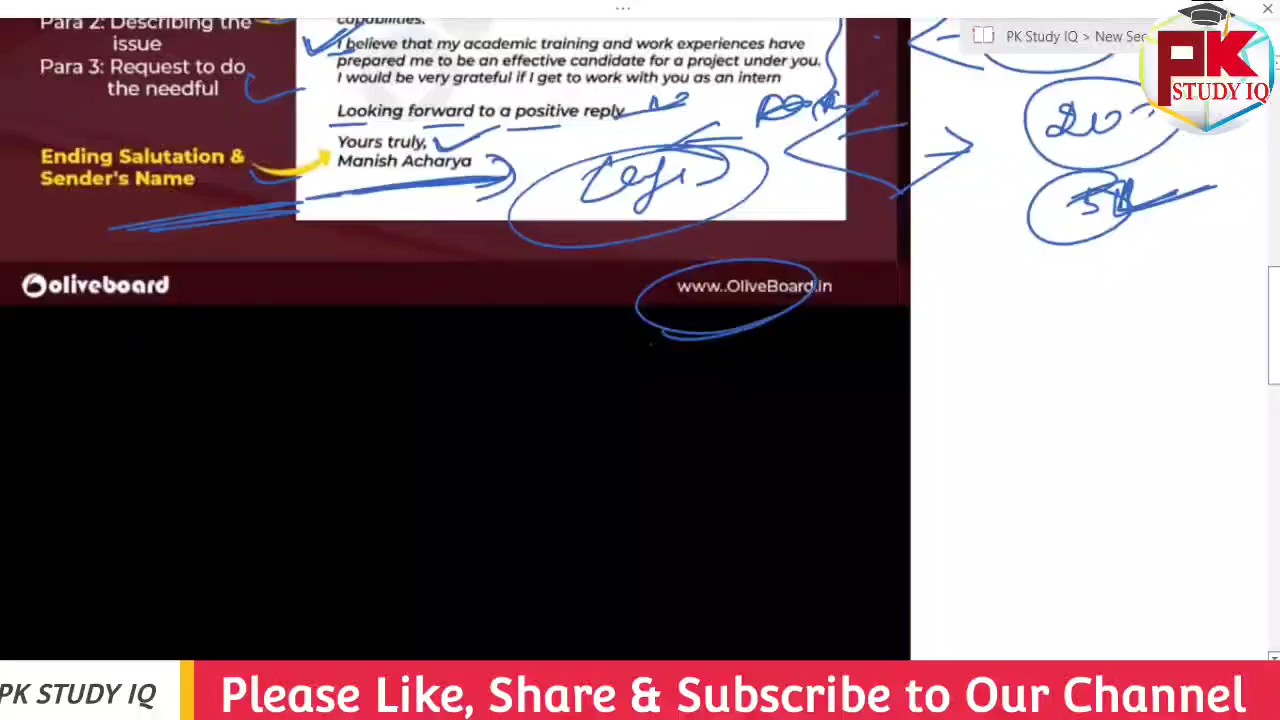 Para 2: Describing the
issue
Para 3: Request to do
the needful
Ending Salutation &
Sender's Name
capabilities.
I believe that my academic training and work experiences have
prepared me to be an effective candidate for a project under you.
I would be very grateful if I get to work with you as an intern
Looking forward to a positive reply
Yours truly,
Manish Acharya
oliveboard
www..OliveBoard.in
PK Study IQ > New Sec
PK
STUDY IQ
PK STUDY IQ
Please Like, Share & Subscribe to Our Channel